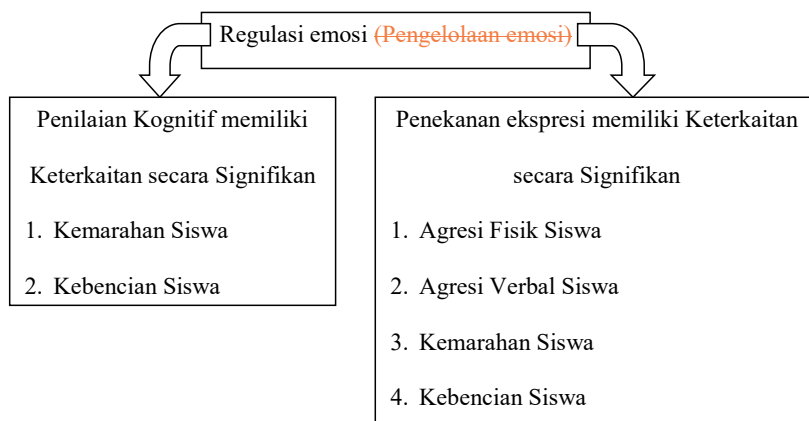 Regulasi emosi (Pengelolaan emosi)
Penilaian Kognitif memiliki
Keterkaitan secara Signifikan
1. Kemarahan Siswa
2. Kebencian Siswa
Penekanan ekspresi memiliki Keterkaitan
secara Signifikan
1. Agresi Fisik Siswa
2. Agresi Verbal Siswa
3. Kemarahan Siswa
4. Kebencian Siswa